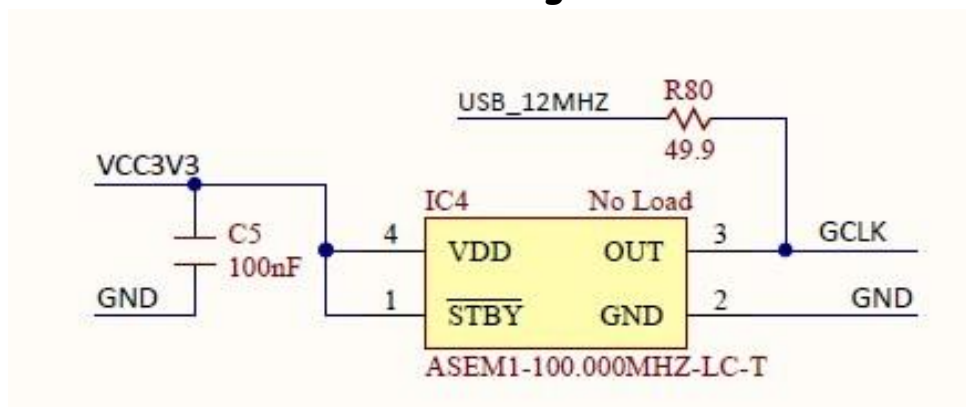 USB_12MHZ
R80
49.9
VCC3V3
C5
100nF
GND
IC4
No Load
4
VDD
OUT
3
GCLK
1
STBY
GND
2
GND
ASEM1-100.000MHZ-LC-T